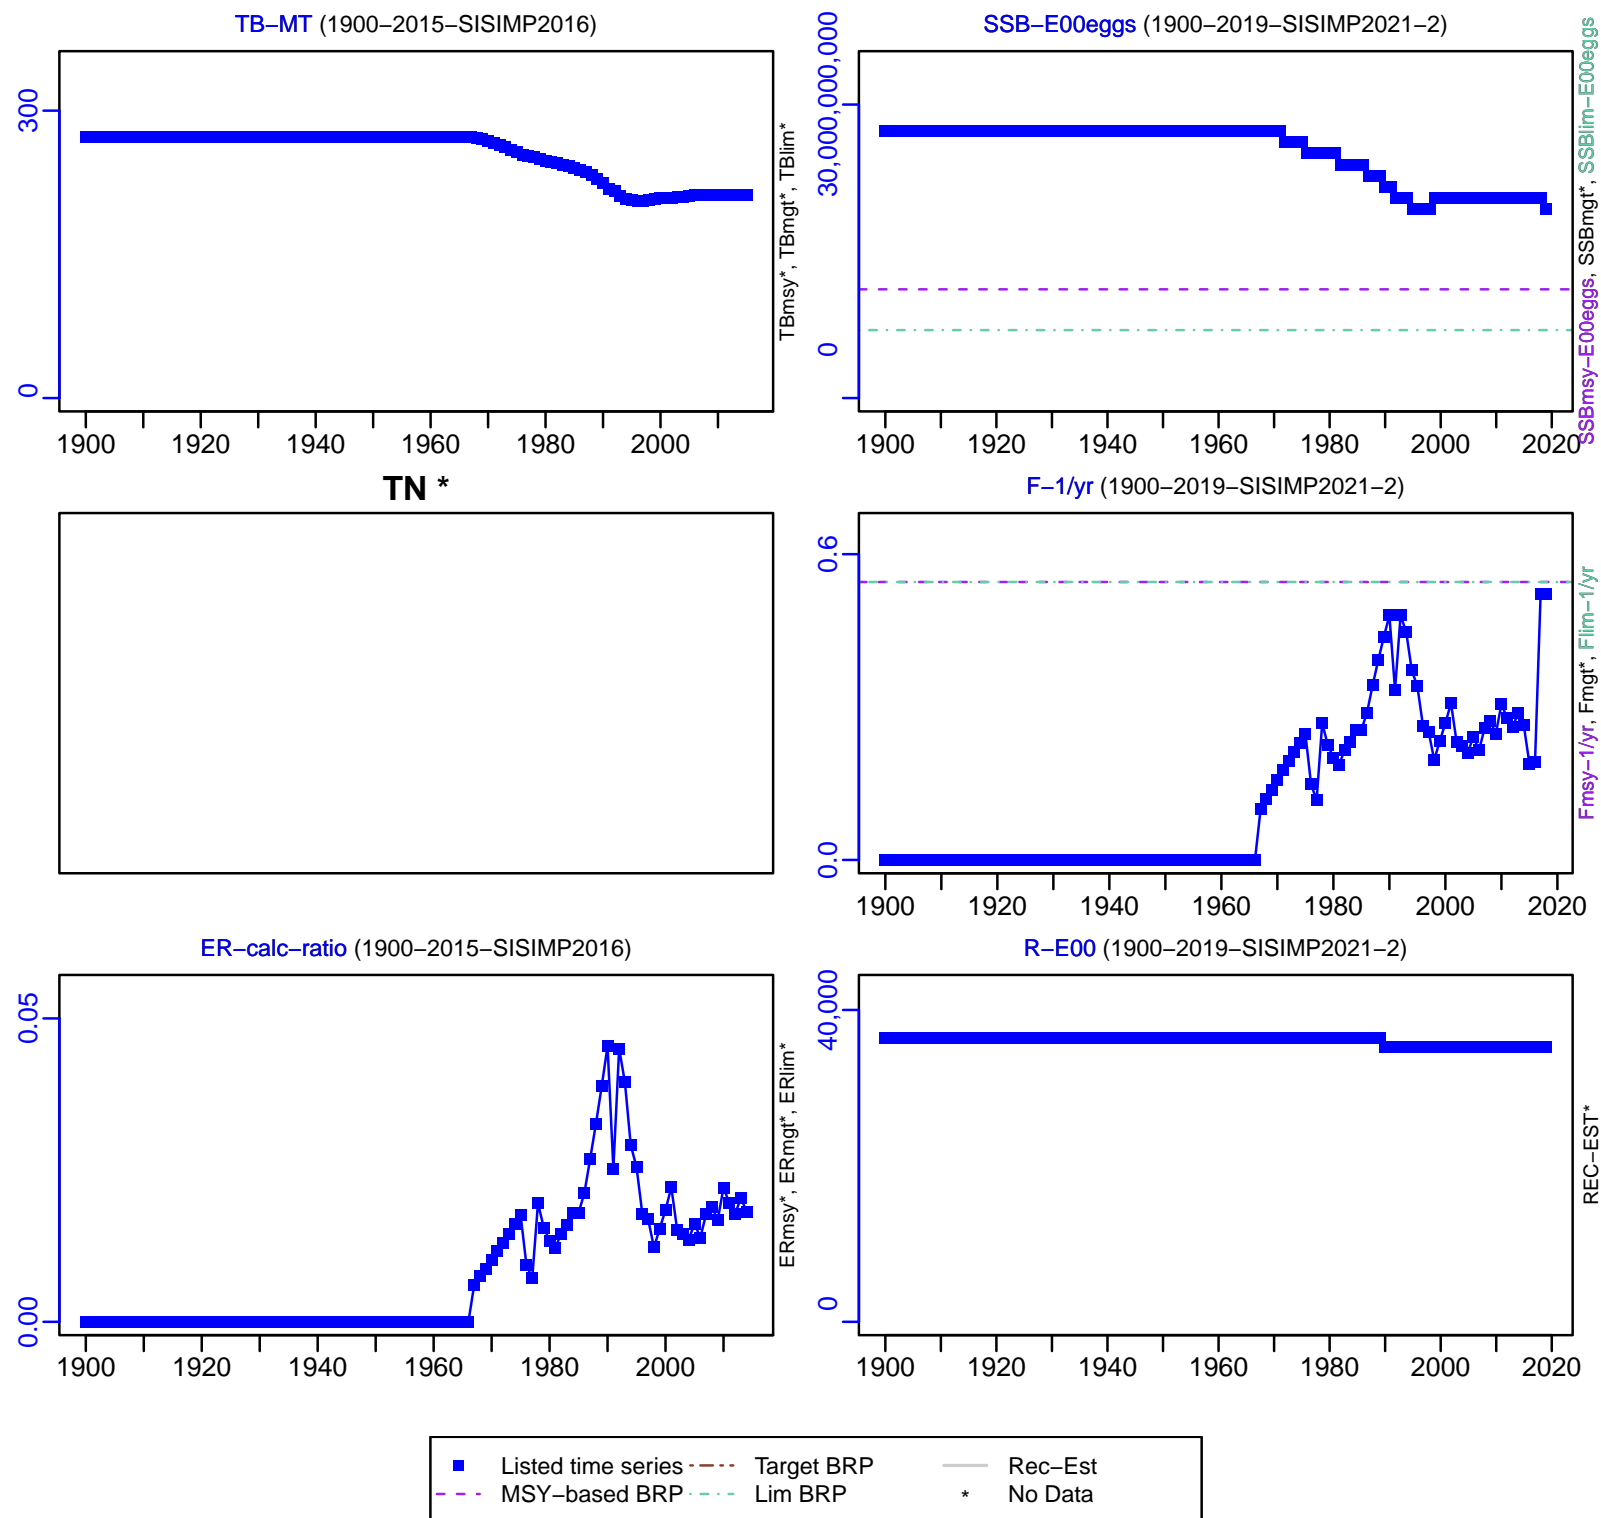 TB−MT (1900−2015−SISIMP2016)
300
0
TBmsy*, TBmgt*, TBlim*
1900 1920 1940 1960 1980 2000
SSB−E00eggs (1900−2019−SISIMP2021−2)
30,000,000
0
SSBmsy−E00eggs, SSBmgt*, SSBlim−E00eggs
1900 1920 1940 1960 1980 2000 2020
TN *
F−1/yr (1900−2019−SISIMP2021−2)
0.6
0.0
Fmsy−1/yr, Fmgt*, Flim−1/yr
1900 1920 1940 1960 1980 2000 2020
ER−calc−ratio (1900−2015−SISIMP2016)
0.05
0.00
ERmsy*, ERmgt*, ERlim*
1900 1920 1940 1960 1980 2000
R−E00 (1900−2019−SISIMP2021−2)
40,000
0
REC−EST*
1900 1920 1940 1960 1980 2000 2020
Listed time series Target BRP Rec−Est
MSY−based BRP Lim BRP * No Data